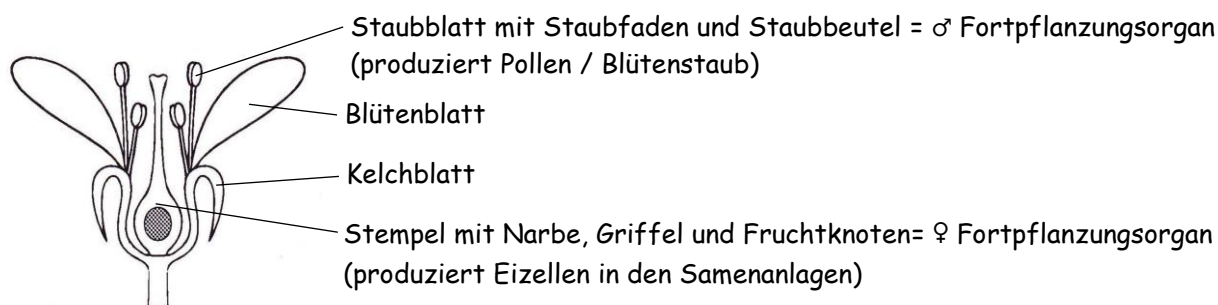 Staubblatt mit Staubfaden und Staubbeutel = ♂ Fortpflanzungsorgan
(produziert Pollen / Blütenstaub)
Blütenblatt
Kelchblatt
Stempel mit Narbe, Griffel und Fruchtknoten= ♀ Fortpflanzungsorgan
(produziert Eizellen in den Samenanlagen)